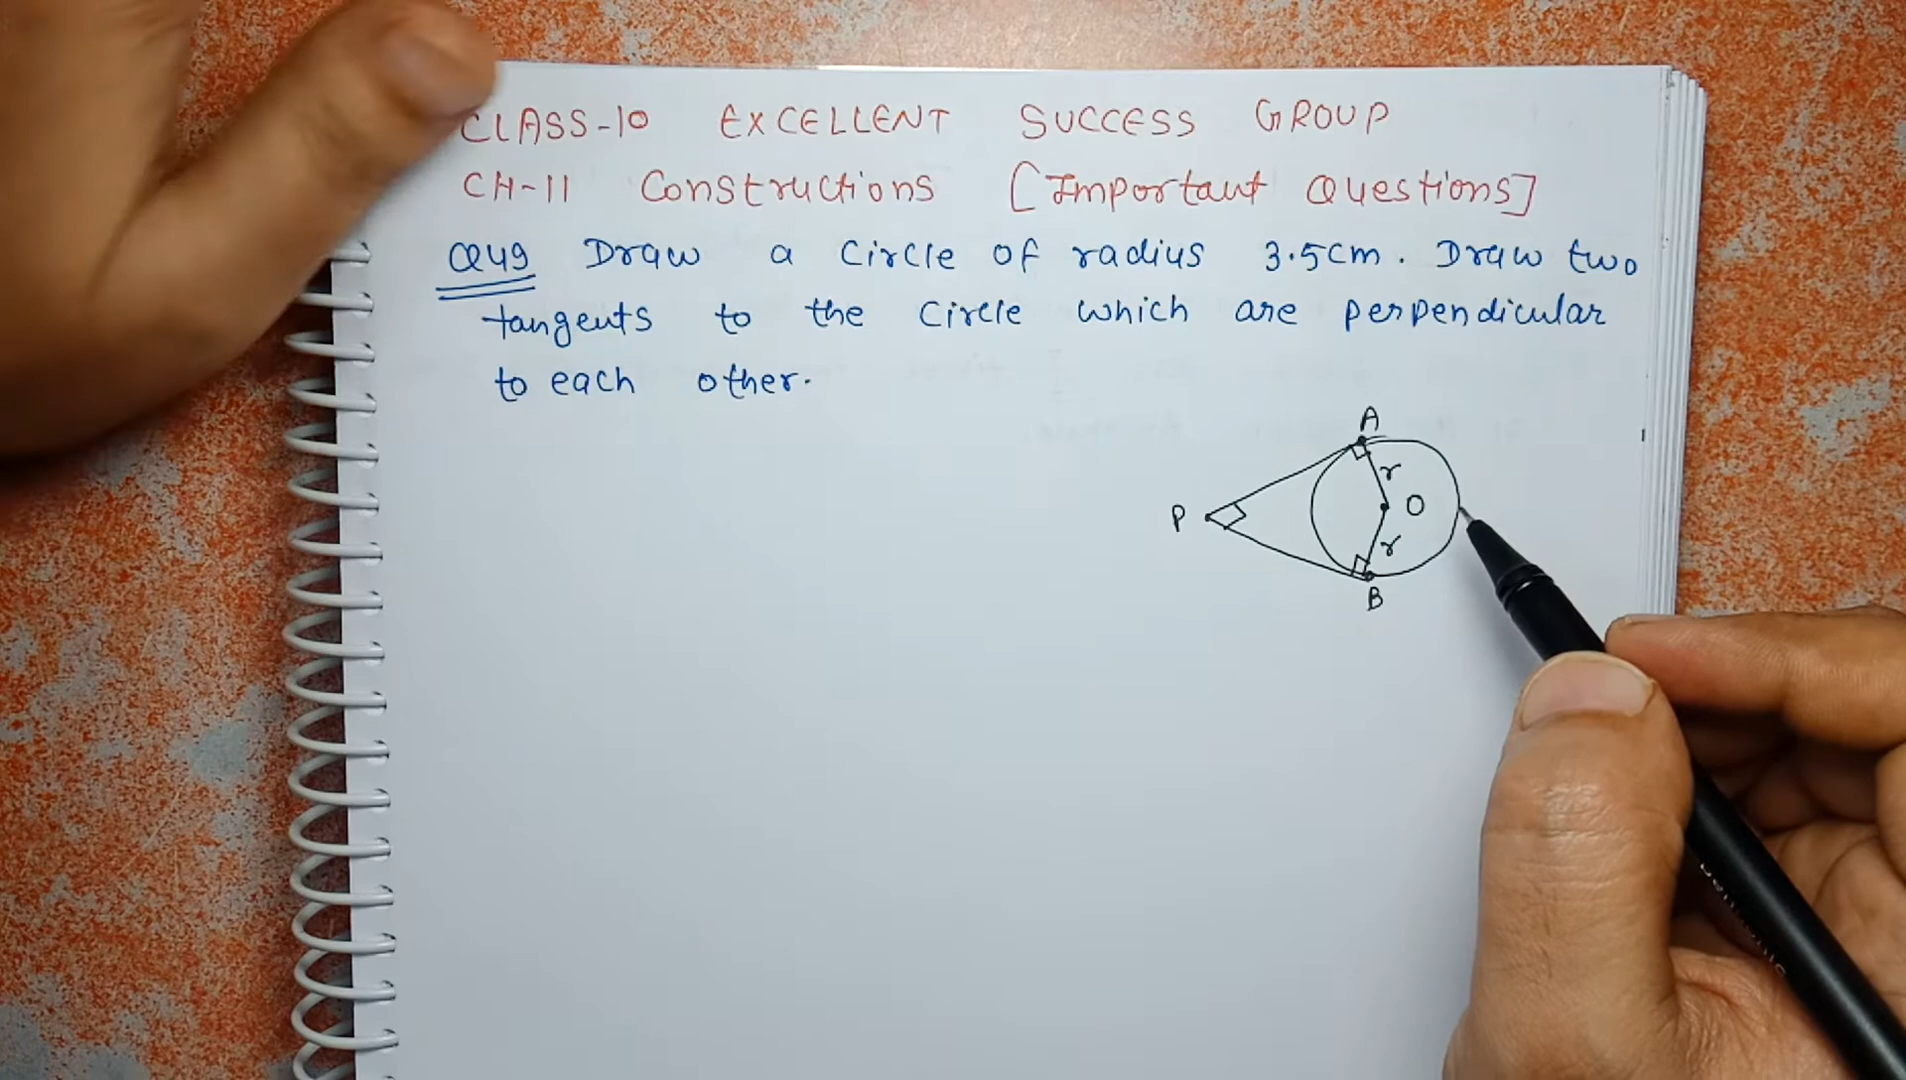 CLASS-10 EXCELLENT SUCCESS GROUP
CH-11 Constructions [Important Questions]
Q49 Draw a Circle of radius 3.5cm. Draw two
tangents to the Circle which are perpendicular
to each other.
A
r
P O
r
B